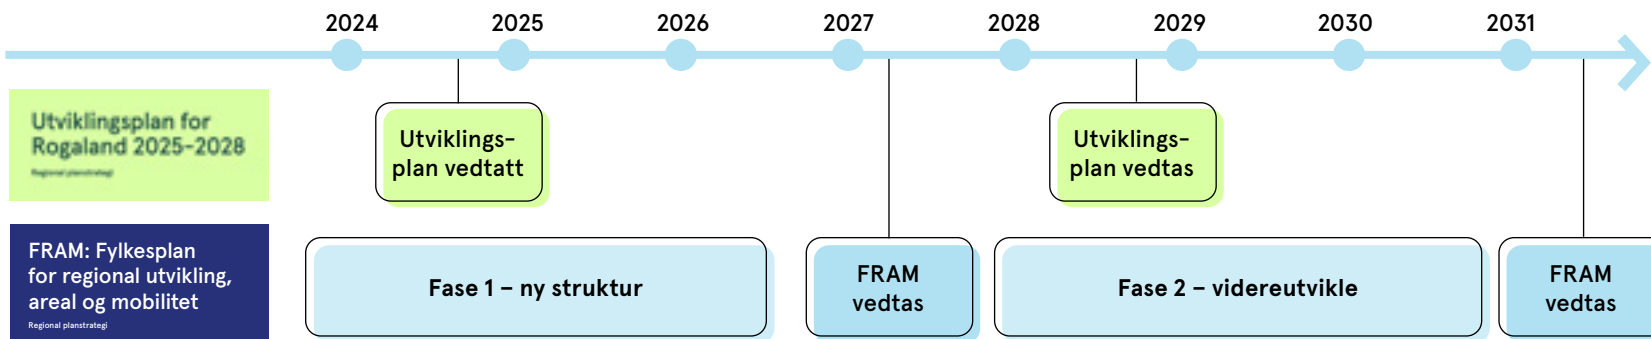 2024 2025 2026 2027 2028 2029 2030 2031
Utviklingsplan for
Rogaland 2025-2028
Regional planstrategi
Utviklings-
plan vedtatt
Utviklings-
plan vedtas
FRAM: Fylkesplan
for regional utvikling,
areal og mobilitet
Regional planstrategi
Fase 1 – ny struktur
FRAM
vedtas
Fase 2 – videreutvikle
FRAM
vedtas